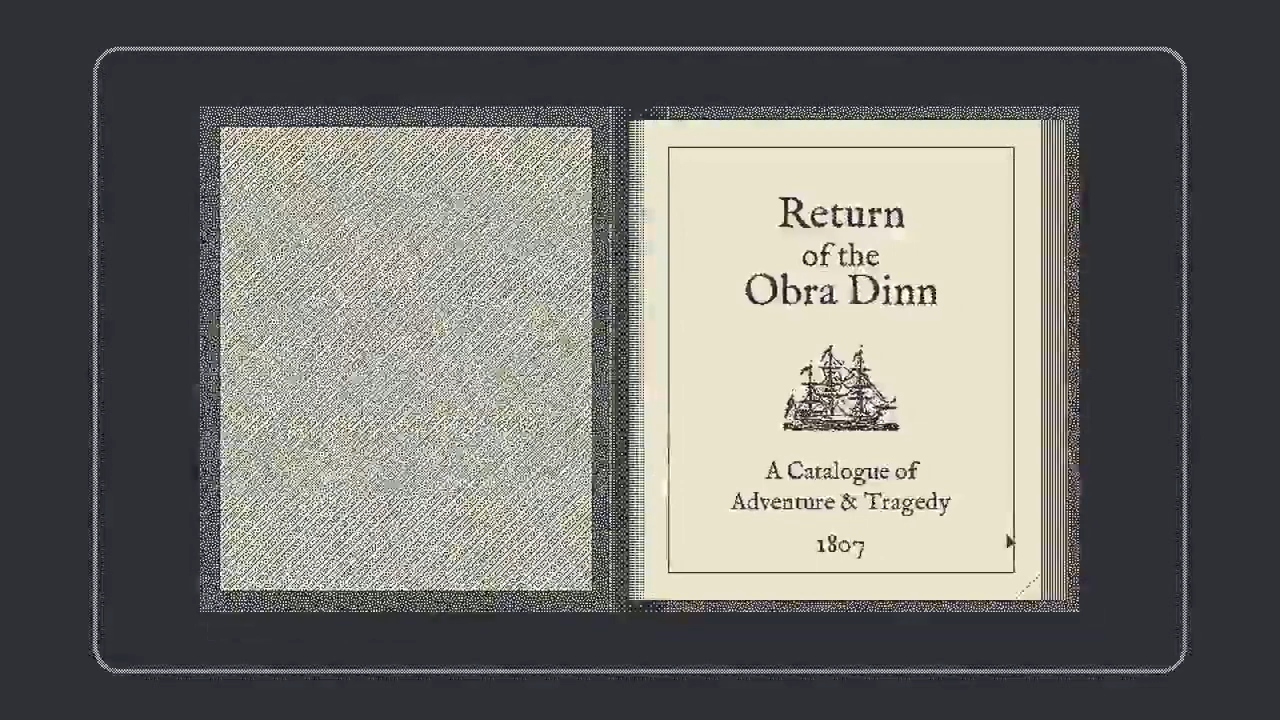 Return
of the
Obra Dinn
A Catalogue of
Adventure & Tragedy
1807